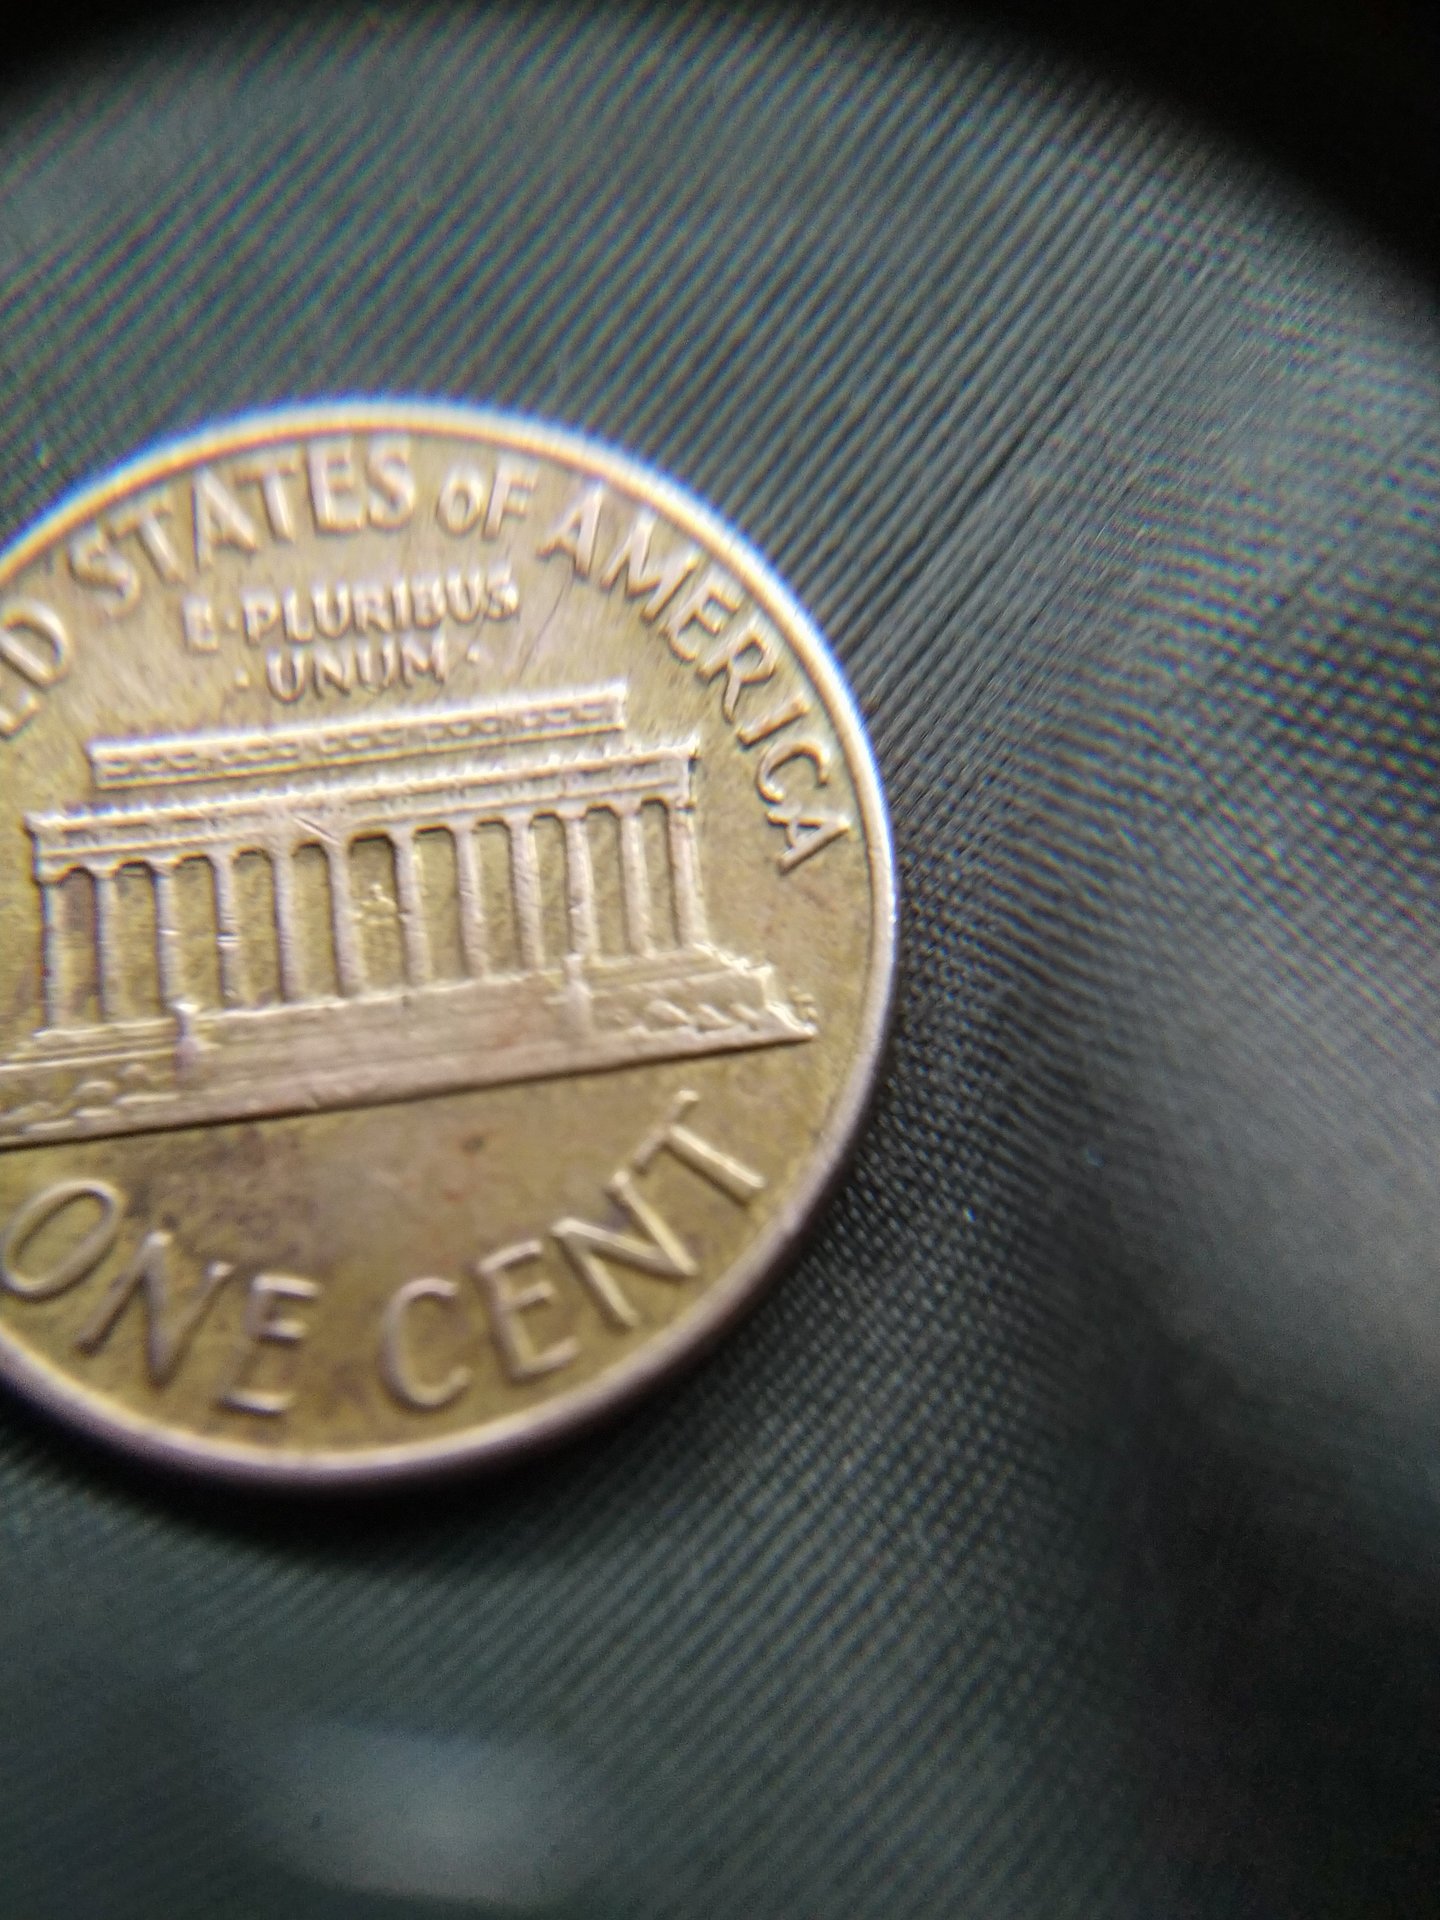 ED STATES OF AMERICA
E·PLURIBUS
·UNUM·
ONE CENT